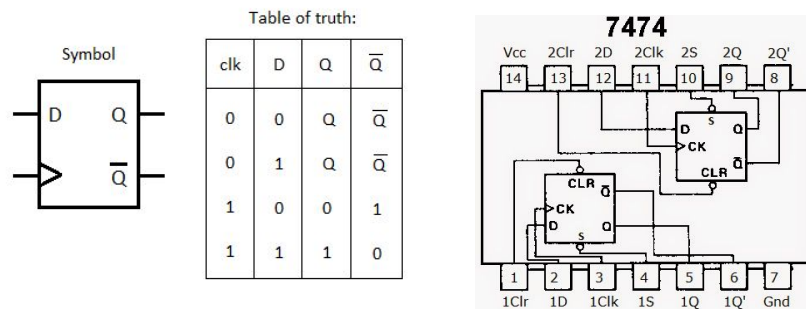 Symbol
D Q
Q̅
Table of truth:
clk D Q Q̅
0 0 Q Q̅
0 1 Q Q̅
1 0 0 1
1 1 1 0
7474
Vcc 2Clr 2D 2Clk 2S 2Q 2Q'
14 13 12 11 10 9 8
S
D Q
CK
Q̅
CLR
CLR
Q̅
CK
D Q
S
1 2 3 4 5 6 7
1Clr 1D 1Clk 1S 1Q 1Q' Gnd